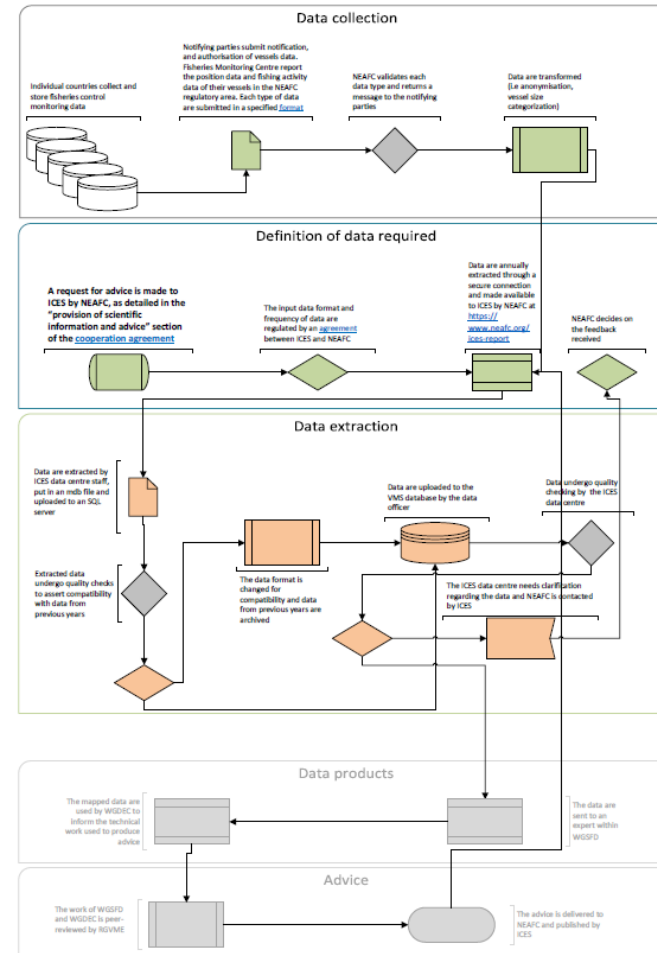 Data collection
Individual countries collect and
store fisheries control
monitoring data
Notifying parties submit notification,
and authorisation of vessels data.
Fisheries Monitoring Centre report
the position data and fishing activity
data of their vessels in the NEAFC
regulatory area. Each type of data
are submitted in a specified format
NEAFC validates each
data type and returns a
message to the notifying
parties
Data are transformed
(i.e anonymisation,
vessel size
categorization)
Definition of data required
A request for advice is made to
ICES by NEAFC, as detailed in the
"provision of scientific
information and advice" section
of the cooperation agreement
The input data format and
frequency of data are
regulated by an agreement
between ICES and NEAFC
Data are annually
extracted through a
secure connection
and made available
to ICES by NEAFC at
https://
www.neafc.org/
ices-report
NEAFC decides on
the feedback
received
Data extraction
Data are extracted by
ICES data centre staff,
put in an mdb file and
uploaded to an SQL
server
Extracted data
undergo quality checks
to assert compatibility
with data from
previous years
The data format is
changed for
compatibility and data
from previous years are
archived
Data are uploaded to the
VMS database by the data
officer
Data undergo quality
checking by the ICES
data centre
The ICES data centre needs clarification
regarding the data and NEAFC is contacted
by ICES
Data products
The mapped data are
used by WGDEC to
inform the technical
work used to produce
advice
The data are
sent to an
expert within
WGSFD
Advice
The work of WGSFD
and WGDEC is peer-
reviewed by RGVME
The advice is delivered to
NEAFC and published by
ICES